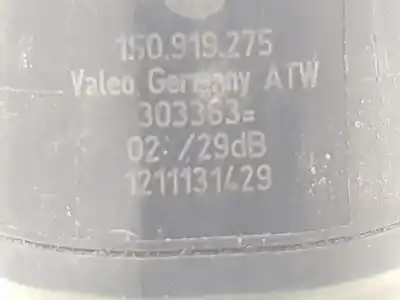 1S0.919.275
Valeo Germany ATW
303363=
02 /29dB
1211131429